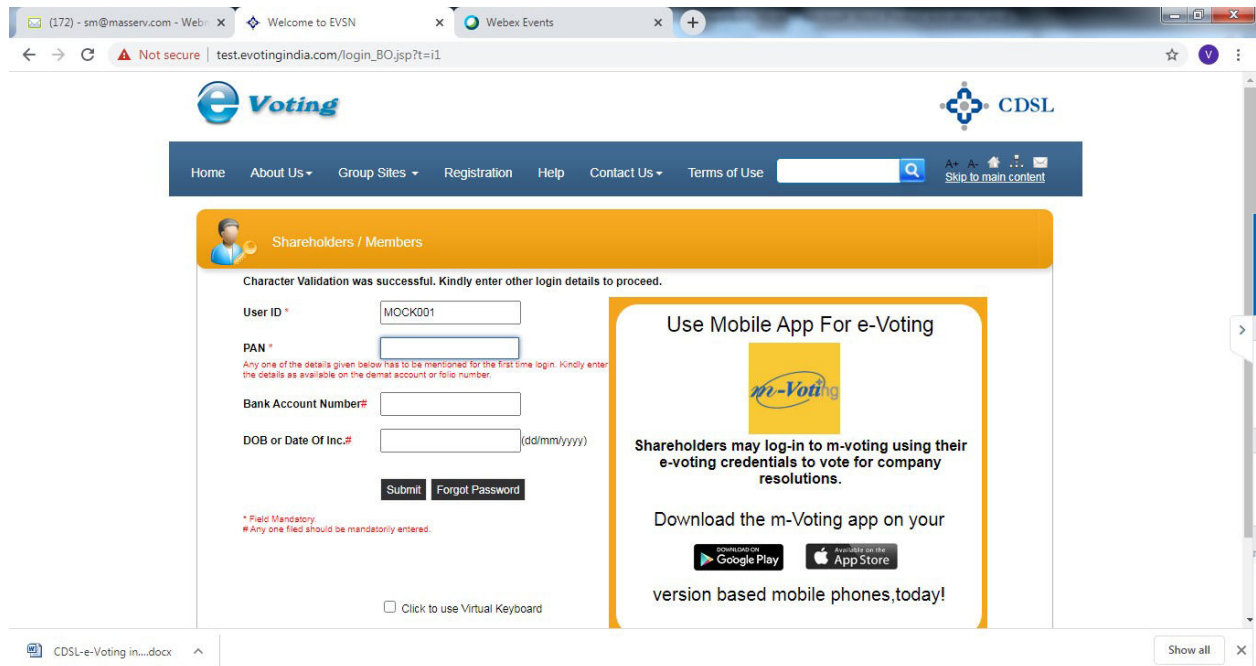 (172) - sm@masserv.com - Web
Welcome to EVSN
Webex Events
Not secure | test.evotingindia.com/login_BO.jsp?t=i1
V
e Voting
CDSL
Home About Us Group Sites Registration Help Contact Us Terms of Use
A+ A-
Skip to main content
Shareholders / Members
Character Validation was successful. Kindly enter other login details to proceed.
User ID * MOCK001
PAN *
Any one of the details given below has to be mentioned for the first time login. Kindly enter
the details as available on the demat account or folio number.
Bank Account Number#
DOB or Date Of Inc.# (dd/mm/yyyy)
Submit Forgot Password
* Field Mandatory.
# Any one filed should be mandatorily entered.
Click to use Virtual Keyboard
Use Mobile App For e-Voting
m-Voting
Shareholders may log-in to m-voting using their
e-voting credentials to vote for company
resolutions.
Download the m-Voting app on your
DOWNLOAD ON
Google Play
Available on the
App Store
version based mobile phones,today!
CDSL-e-Voting in....docx
Show all